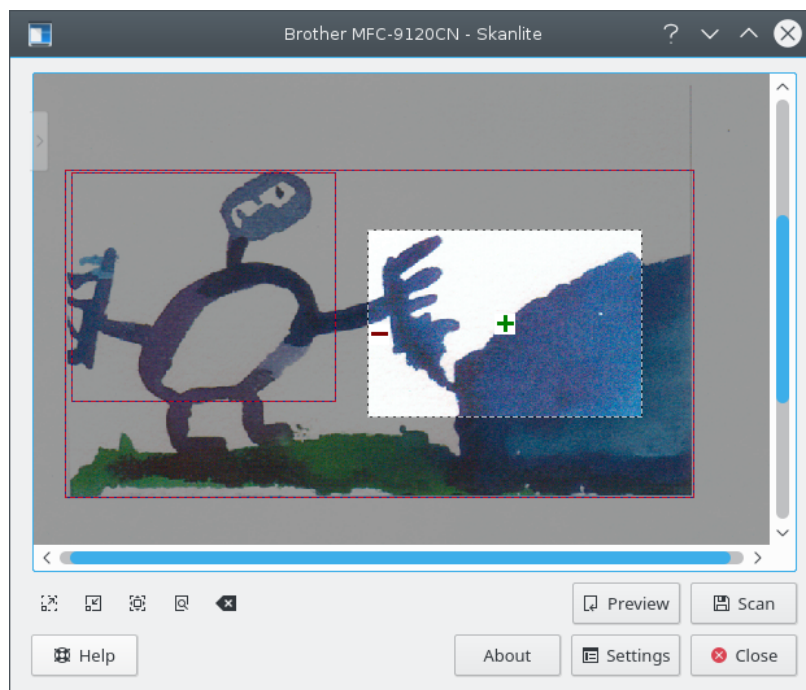 Brother MFC-9120CN - Skanlite
Preview
Scan
Help
About
Settings
Close